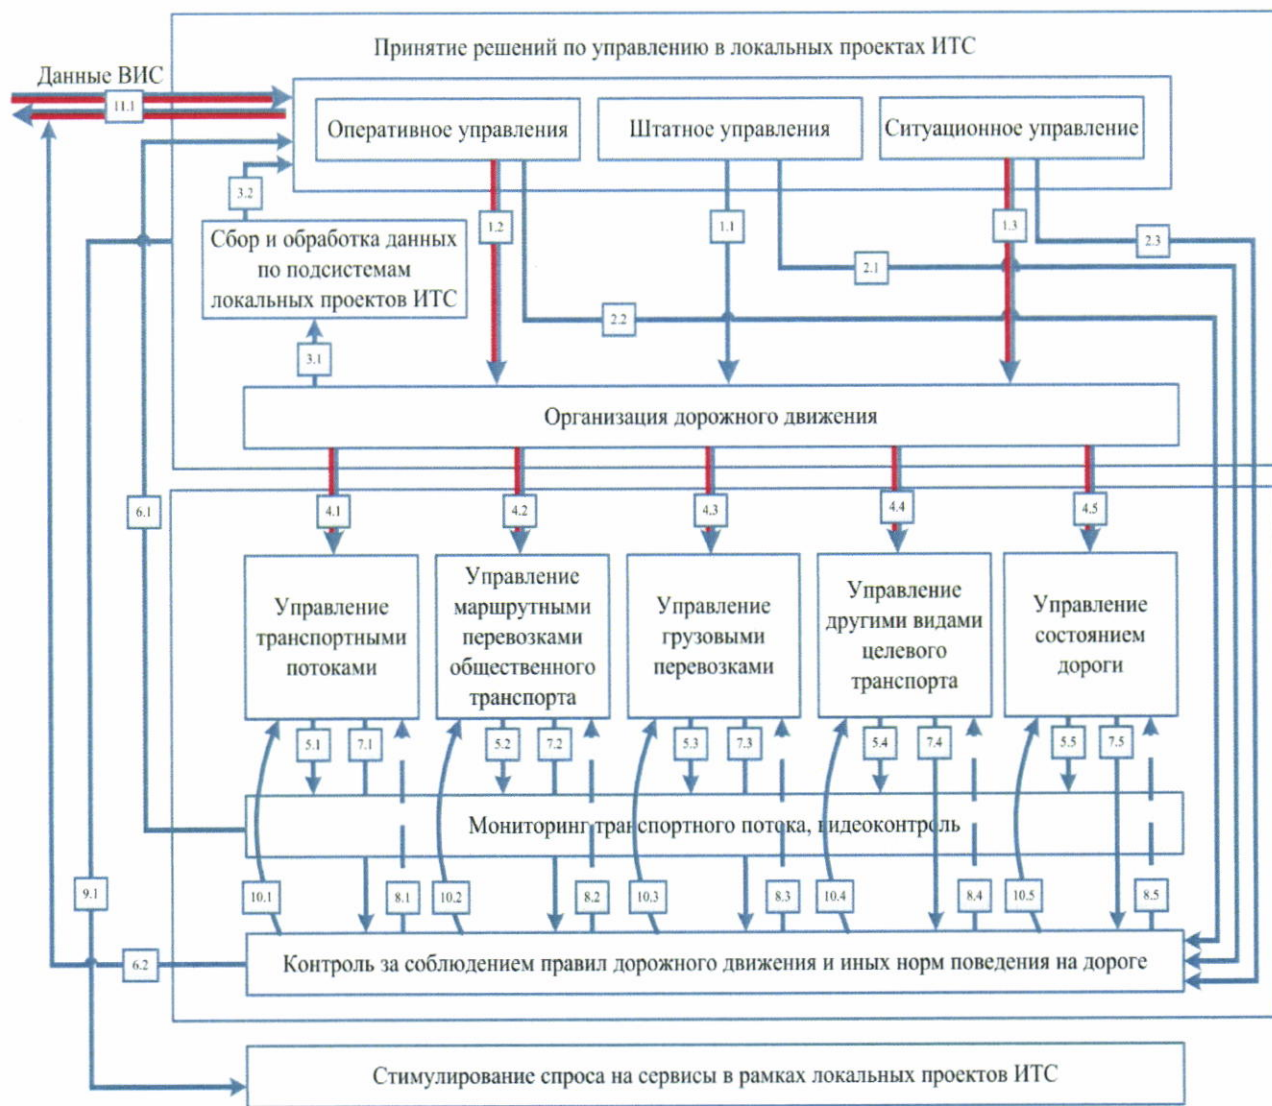 Принятие решений по управлению в локальных проектах ИТС
Данные ВИС
11.1
Оперативное управления
Штатное управления
Ситуационное управление
3.2
1.2
1.1
1.3
2.3
Сбор и обработка данных
по подсистемам
локальных проектов ИТС
2.1
2.2
3.1
Организация дорожного движения
6.1
4.1
4.2
4.3
4.4
4.5
Управление
транспортными
потоками
Управление
маршрутными
перевозками
общественного
транспорта
Управление
грузовыми
перевозками
Управление
другими видами
целевого
транспорта
Управление
состоянием
дороги
5.1
7.1
5.2
7.2
5.3
7.3
5.4
7.4
5.5
7.5
Мониторинг транспортного потока, видеоконтроль
9.1
10.1
8.1
10.2
8.2
10.3
8.3
10.4
8.4
10.5
8.5
6.2
Контроль за соблюдением правил дорожного движения и иных норм поведения на дороге
Стимулирование спроса на сервисы в рамках локальных проектов ИТС